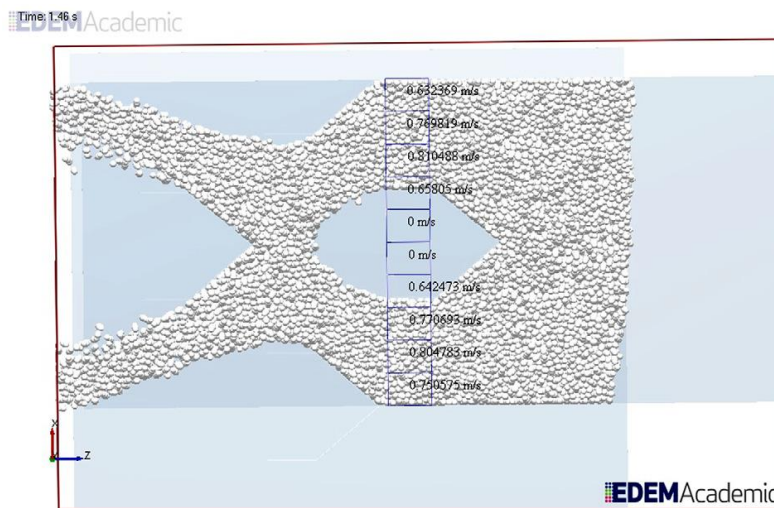 Time: 1.46 s
EDEMAcademic
0.632369 m/s
0.769819 m/s
0.810488 m/s
0.65805 m/s
0 m/s
0 m/s
0.642473 m/s
0.770693 m/s
0.804783 m/s
0.750575 m/s
X
Z
EDEMAcademic